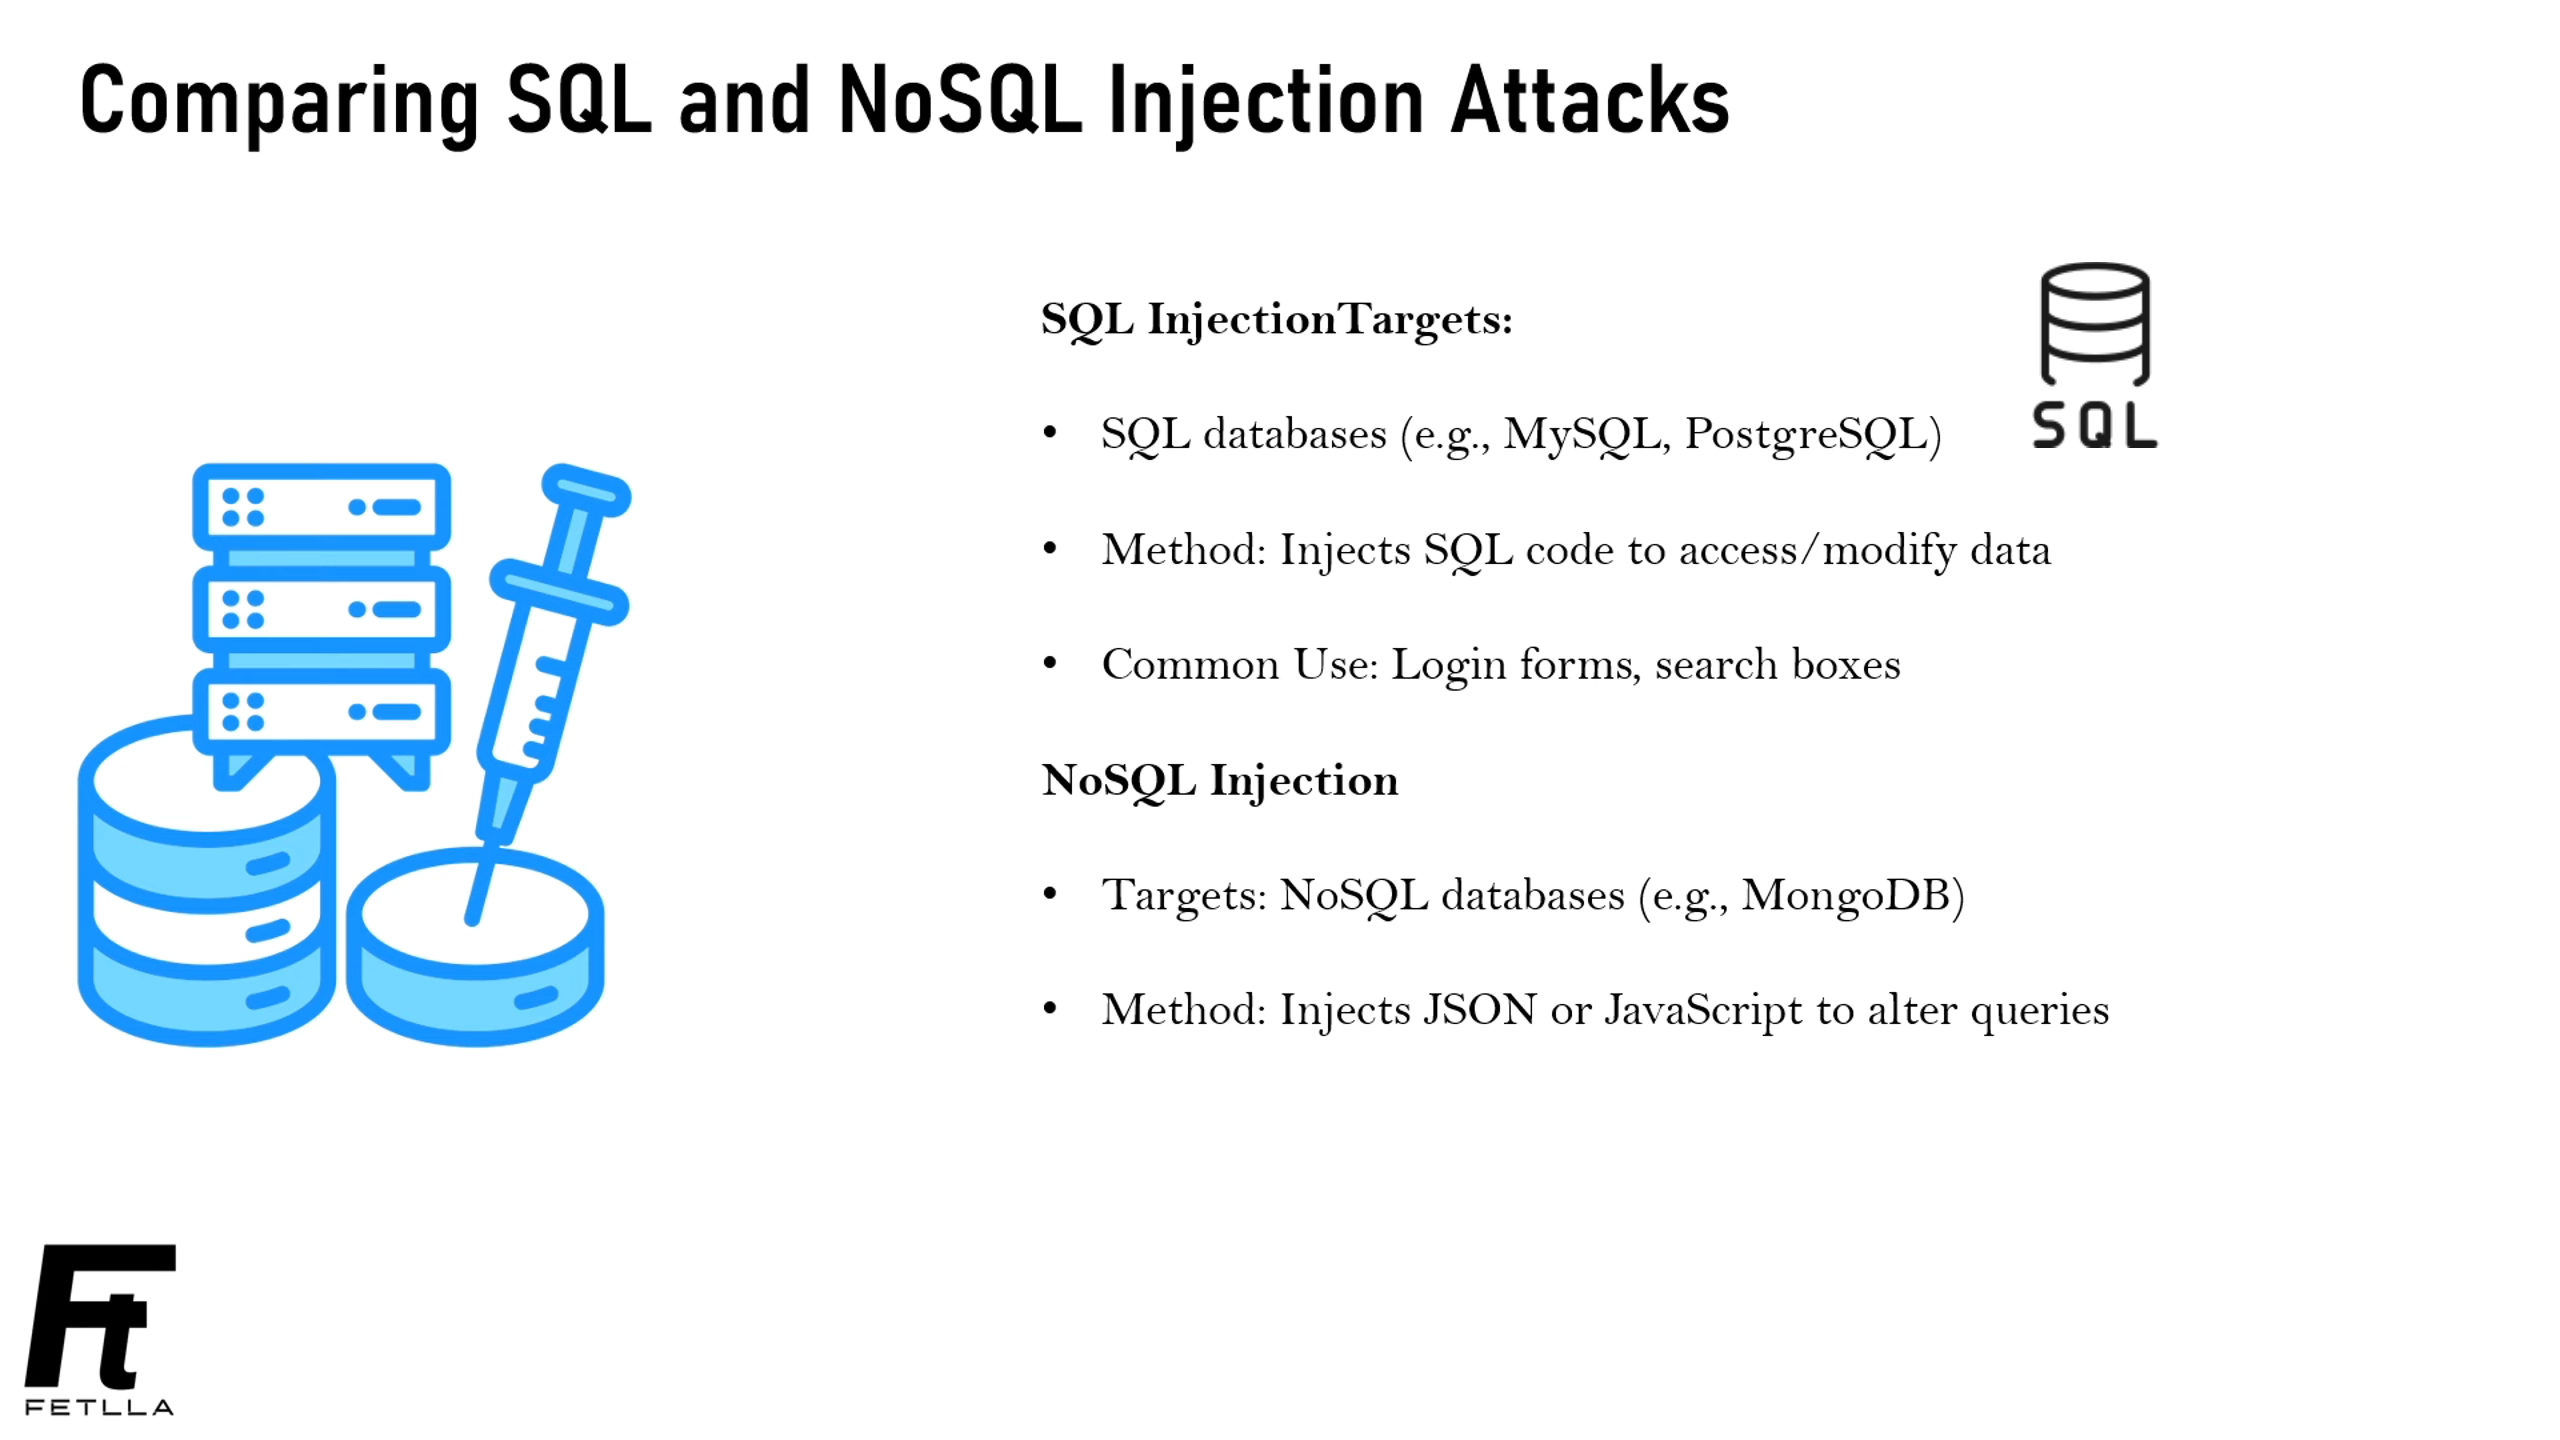 Comparing SQL and NoSQL Injection Attacks
SQL InjectionTargets:
SQL
• SQL databases (e.g., MySQL, PostgreSQL)
• Method: Injects SQL code to access/modify data
• Common Use: Login forms, search boxes
NoSQL Injection
• Targets: NoSQL databases (e.g., MongoDB)
• Method: Injects JSON or JavaScript to alter queries
Ft
FETLLA